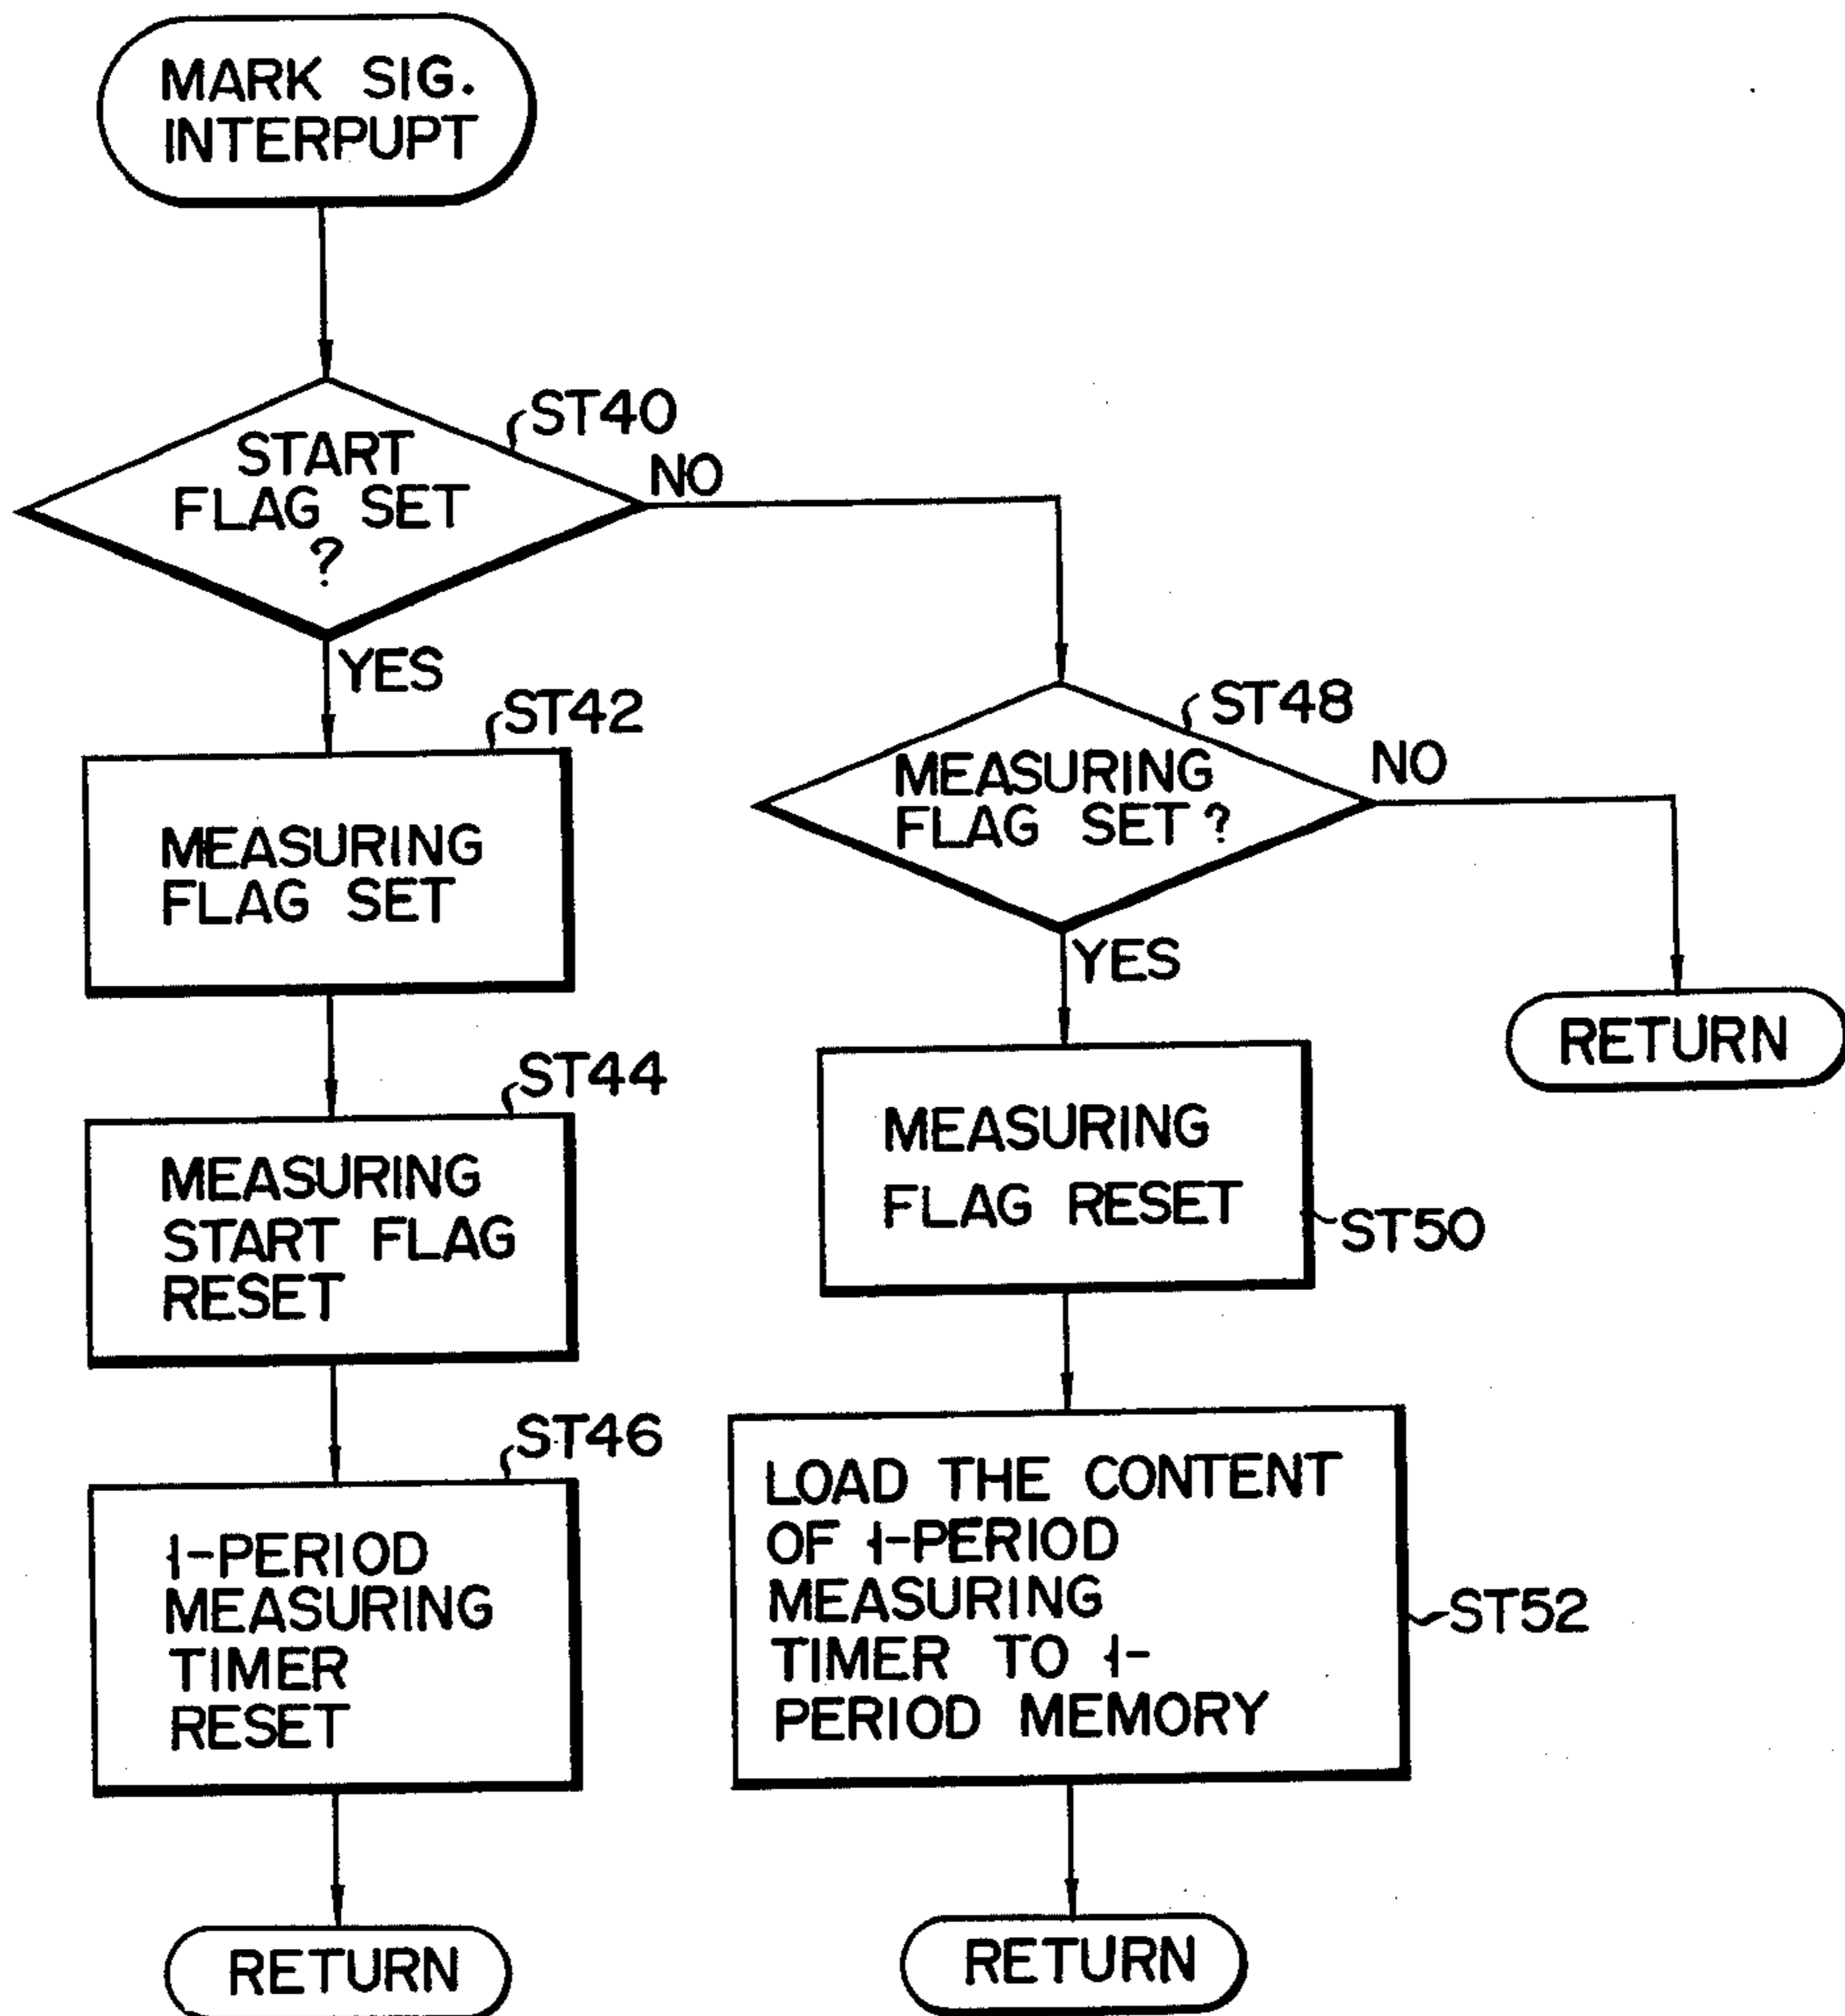 MARK SIG.
INTERPUPT
ST40
START
FLAG SET
?
NO
YES
ST42
MEASURING
FLAG SET
ST44
MEASURING
START FLAG
RESET
ST46
1-PERIOD
MEASURING
TIMER
RESET
RETURN
ST48
MEASURING
FLAG SET?
NO
RETURN
YES
MEASURING
FLAG RESET
ST50
LOAD THE CONTENT
OF 1-PERIOD
MEASURING
TIMER TO 1-
PERIOD MEMORY
ST52
RETURN